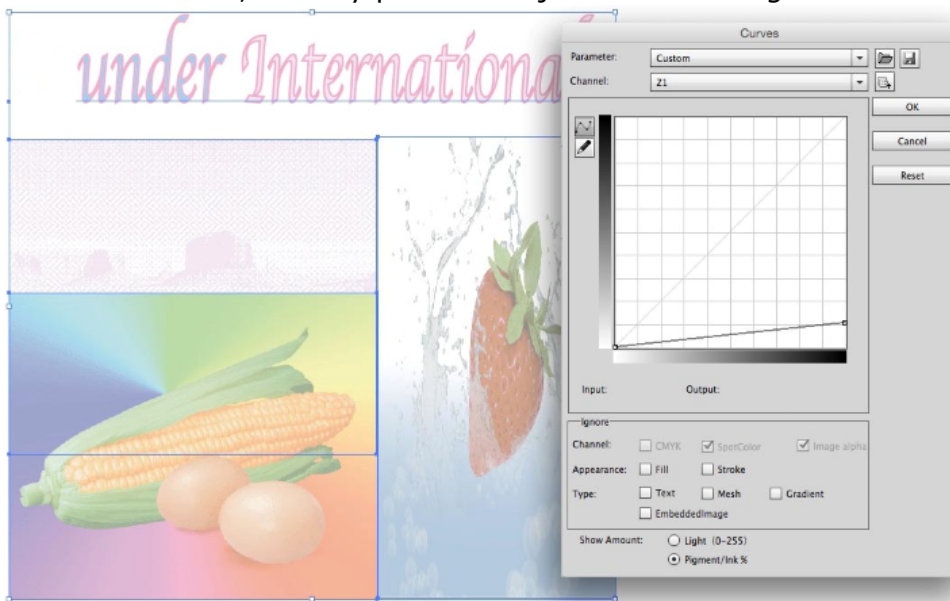 under Internationa
Curves
Parameter: Custom
Channel: Z1
OK
Cancel
Reset
Input: Output:
Ignore
Channel: CMYK SpotColor Image alpha
Appearance: Fill Stroke
Type: Text Mesh Gradient
EmbeddedImage
Show Amount: Light (0-255)
Pigment/Ink %